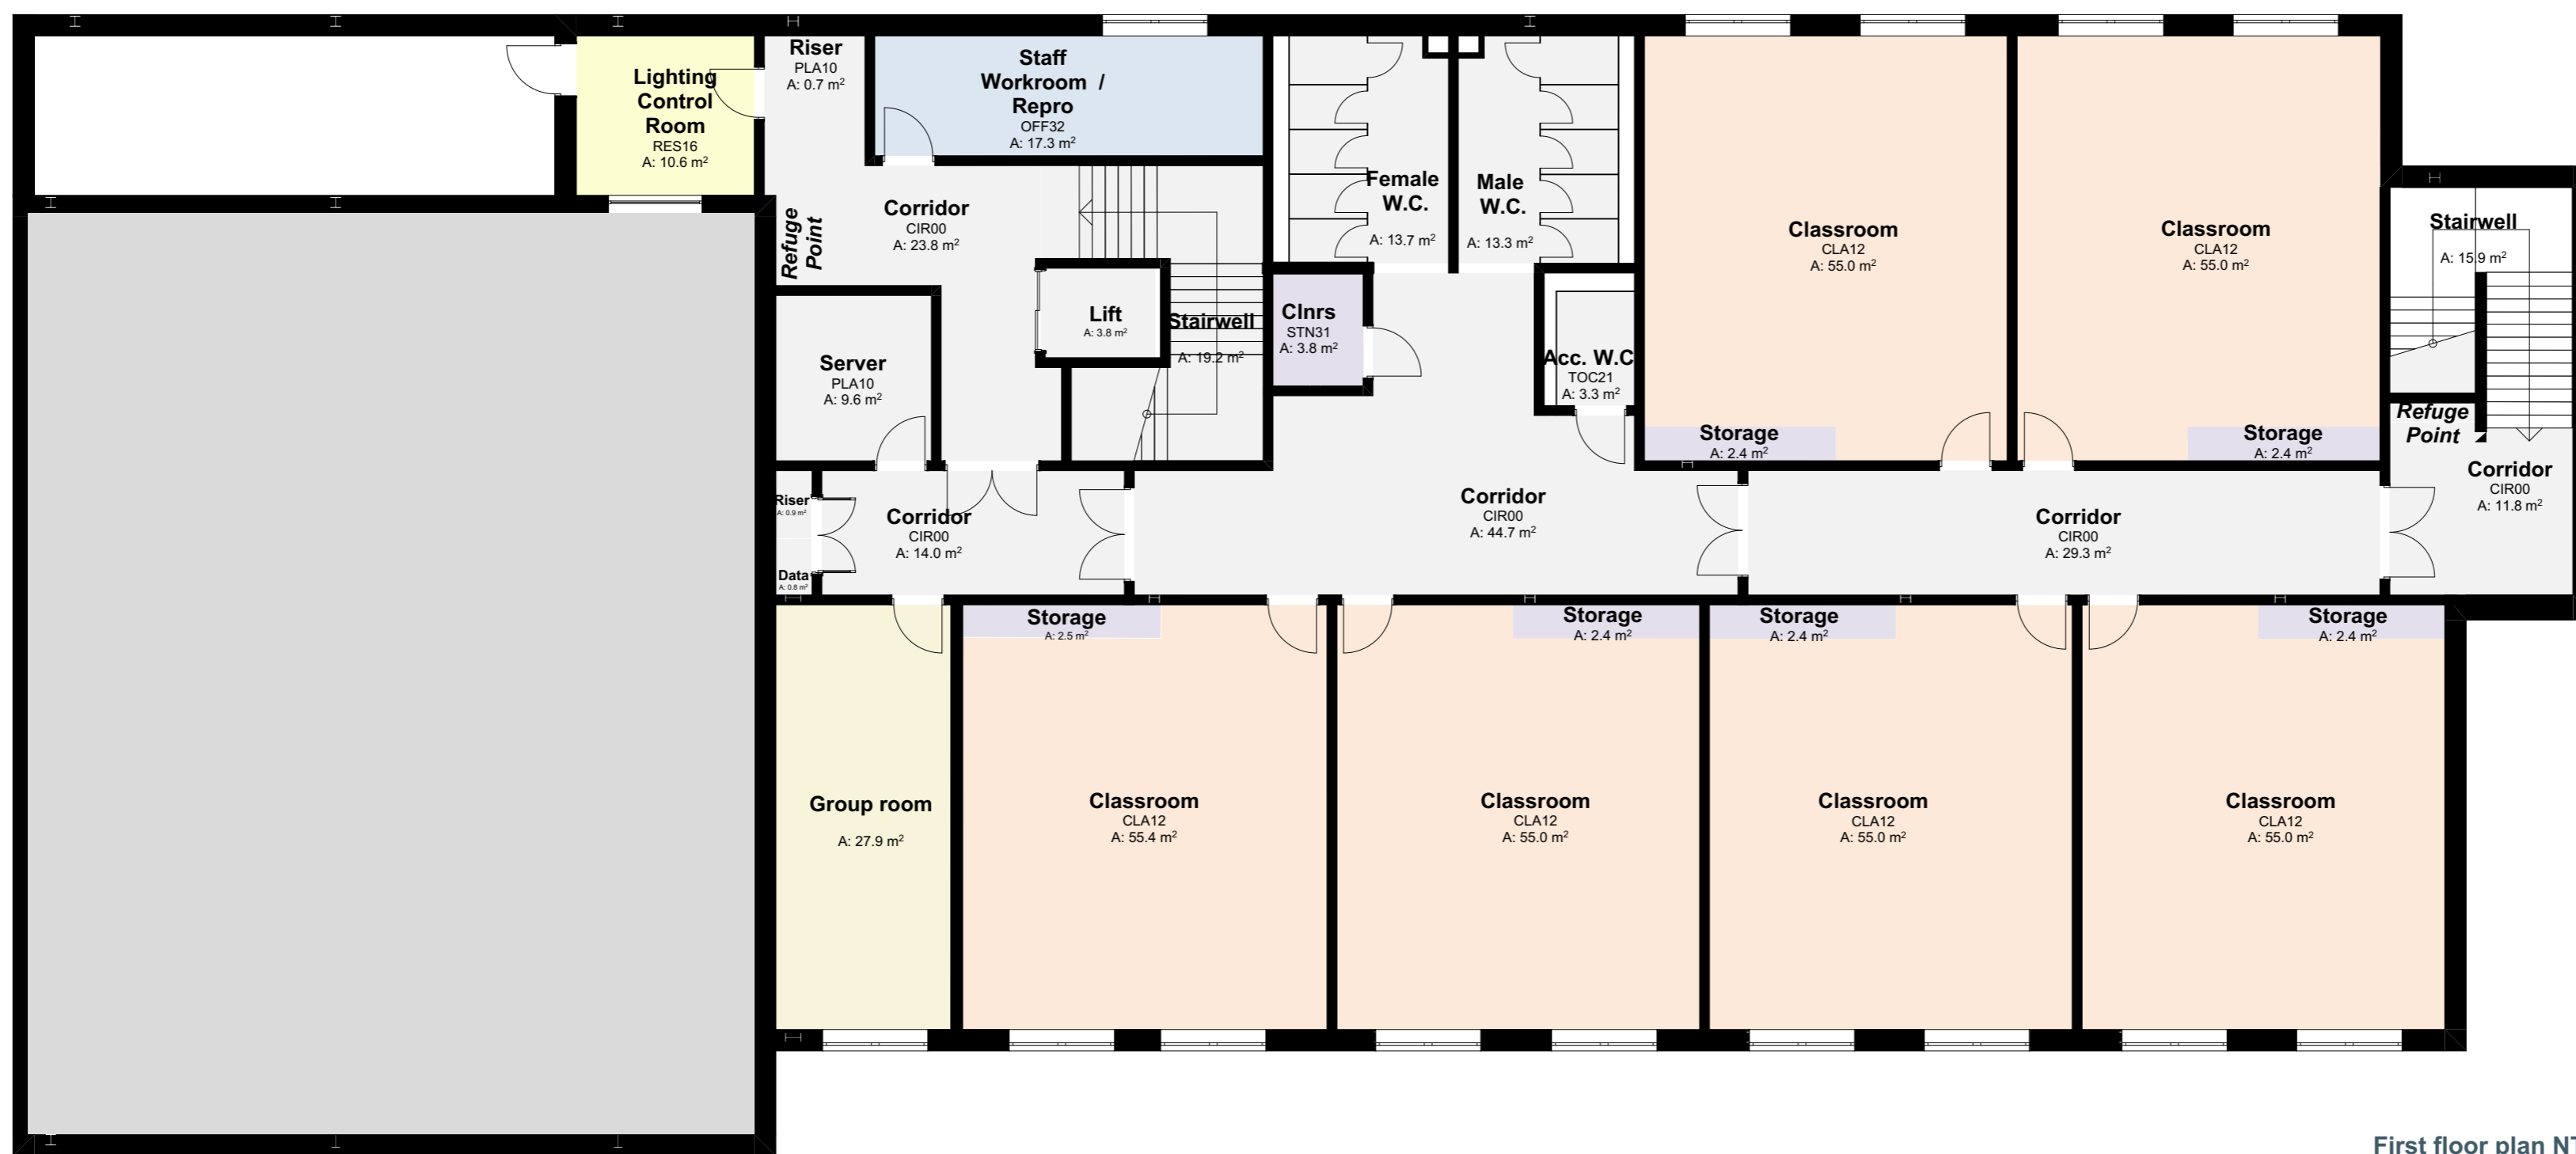 Riser
PLA10
A: 0.7 m²
Lighting
Control
Room
RES16
A: 10.6 m²
Staff
Workroom /
Repro
OFF32
A: 17.3 m²
Female
W.C.
A: 13.7 m²
Male
W.C.
A: 13.3 m²
Classroom
CLA12
A: 55.0 m²
Classroom
CLA12
A: 55.0 m²
Stairwell
A: 15.9 m²
Refuge
Point
Corridor
CIR00
A: 23.8 m²
Lift
A: 3.8 m²
Stairwell
A: 19.2 m²
Clnrs
STN31
A: 3.8 m²
Acc. W.C
TOC21
A: 3.3 m²
Server
PLA10
A: 9.6 m²
Storage
A: 2.4 m²
Storage
A: 2.4 m²
Refuge
Point
Corridor
CIR00
A: 11.8 m²
Riser
A: 0.9 m²
Data
A: 0.8 m²
Corridor
CIR00
A: 14.0 m²
Corridor
CIR00
A: 44.7 m²
Corridor
CIR00
A: 29.3 m²
Storage
A: 2.5 m²
Storage
A: 2.4 m²
Storage
A: 2.4 m²
Storage
A: 2.4 m²
Group room
A: 27.9 m²
Classroom
CLA12
A: 55.4 m²
Classroom
CLA12
A: 55.0 m²
Classroom
CLA12
A: 55.0 m²
Classroom
CLA12
A: 55.0 m²
First floor plan NT